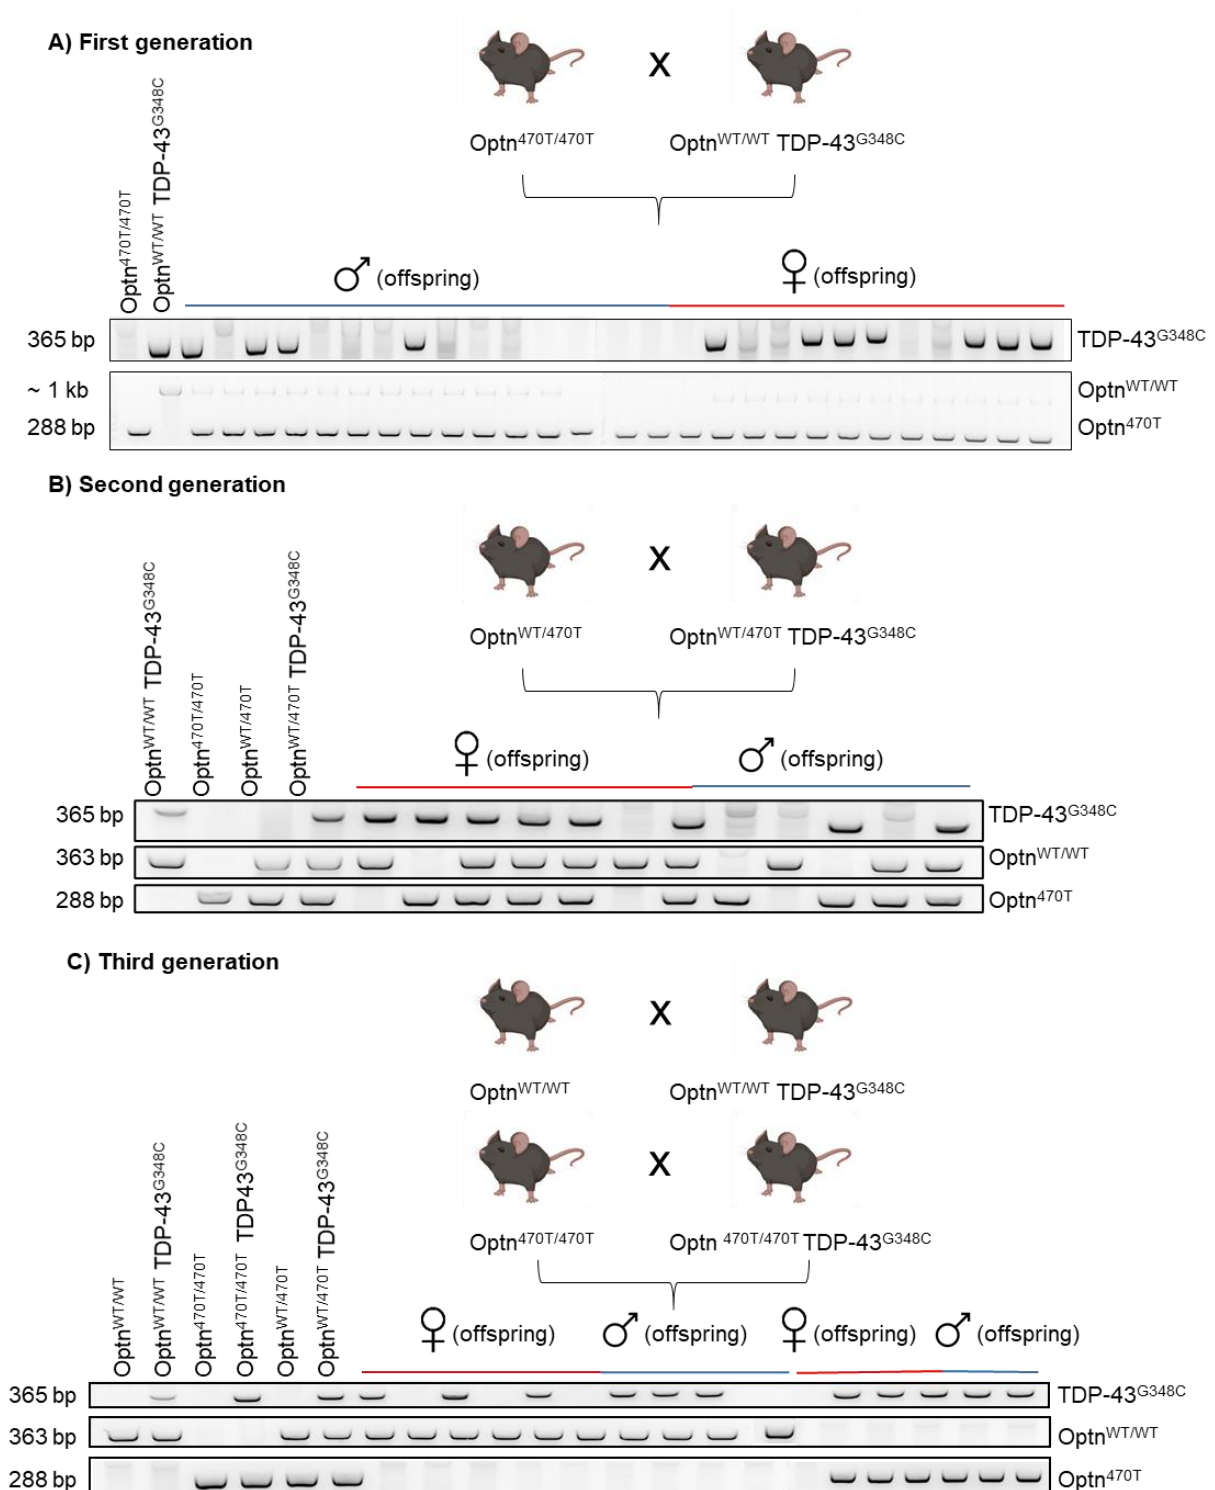 A) First generation
X
Optn470T/470T
OptnWT/WT TDP-43G348C
Optn470T/470T
OptnWT/WT TDP-43G348C
♂ (offspring)
♀ (offspring)
365 bp
TDP-43G348C
~ 1 kb
OptnWT/WT
288 bp
Optn470T
B) Second generation
X
OptnWT/470T
OptnWT/470T TDP-43G348C
OptnWT/WT TDP-43G348C
Optn470T/470T
OptnWT/470T
OptnWT/470T TDP-43G348C
♀ (offspring)
♂ (offspring)
365 bp
TDP-43G348C
363 bp
OptnWT/WT
288 bp
Optn470T
C) Third generation
X
OptnWT/WT
OptnWT/WT TDP-43G348C
X
Optn470T/470T
Optn 470T/470T TDP-43G348C
OptnWT/WT
OptnWT/WT TDP-43G348C
Optn470T/470T
Optn470T/470T TDP43G348C
OptnWT/470T
OptnWT/470T TDP-43G348C
♀ (offspring)
♂ (offspring)
♀ (offspring)
♂ (offspring)
365 bp
TDP-43G348C
363 bp
OptnWT/WT
288 bp
Optn470T